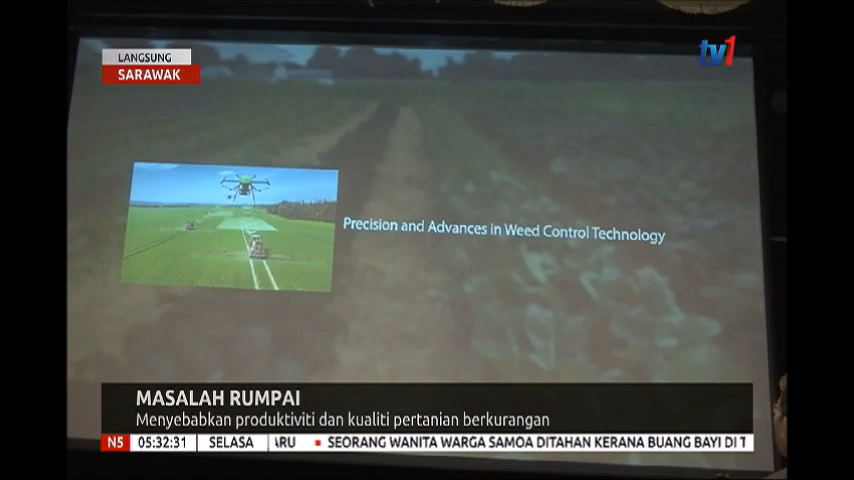 LANGSUNG
SARAWAK
tv1
Precision and Advances in Weed Control Technology
MASALAH RUMPAI
Menyebabkan produktiviti dan kualiti pertanian berkurangan
N5 05:32:31 SELASA ARU ▪ SEORANG WANITA WARGA SAMOA DITAHAN KERANA BUANG BAYI DI T